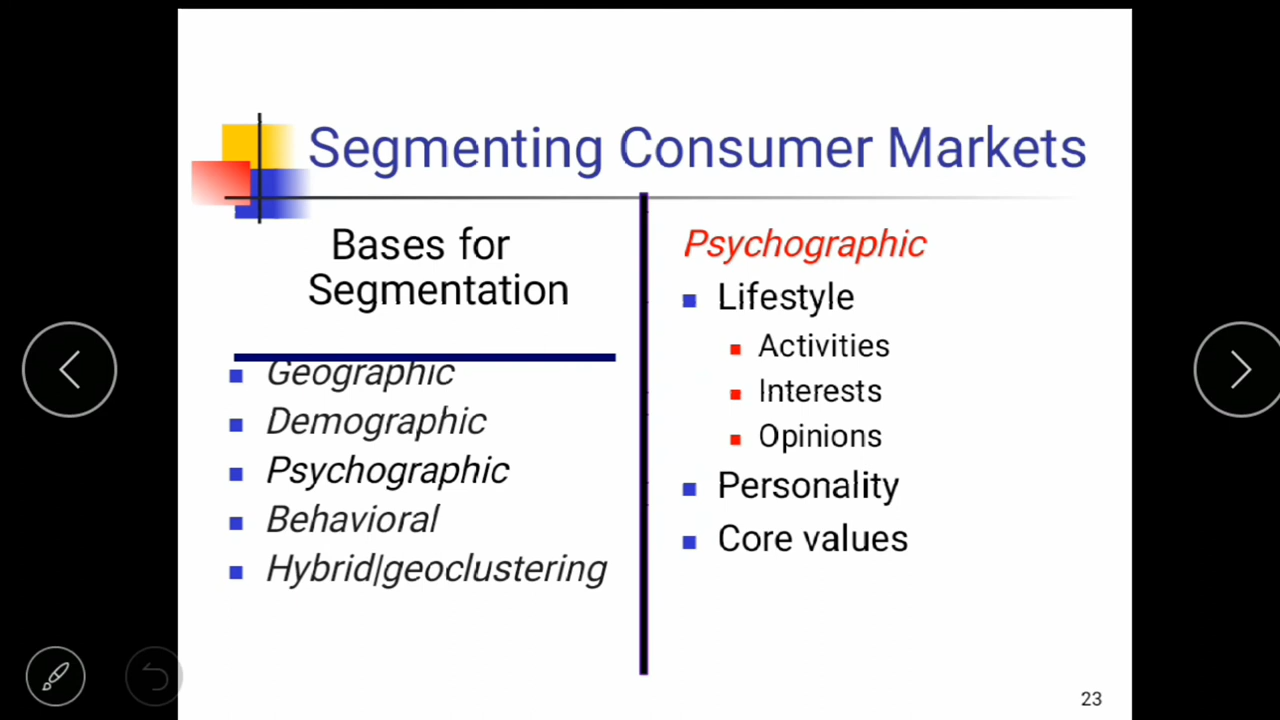 Segmenting Consumer Markets
Bases for
Segmentation
Geographic
Demographic
Psychographic
Behavioral
Hybrid|geoclustering
Psychographic
Lifestyle
Activities
Interests
Opinions
Personality
Core values
23